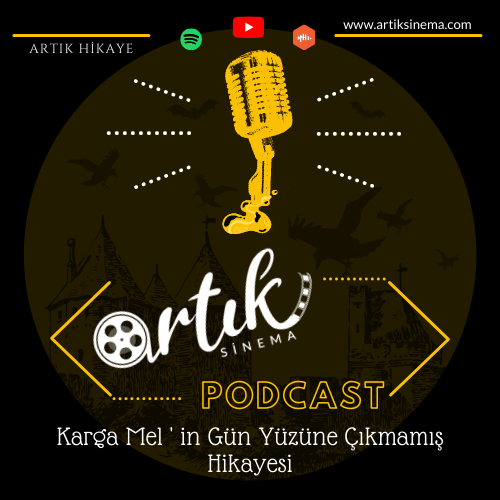 ARTIK HİKAYE
www.artiksinema.com
artık
SİNEMA
PODCAST
Karga Mel ' in Gün Yüzüne Çıkmamış
Hikayesi